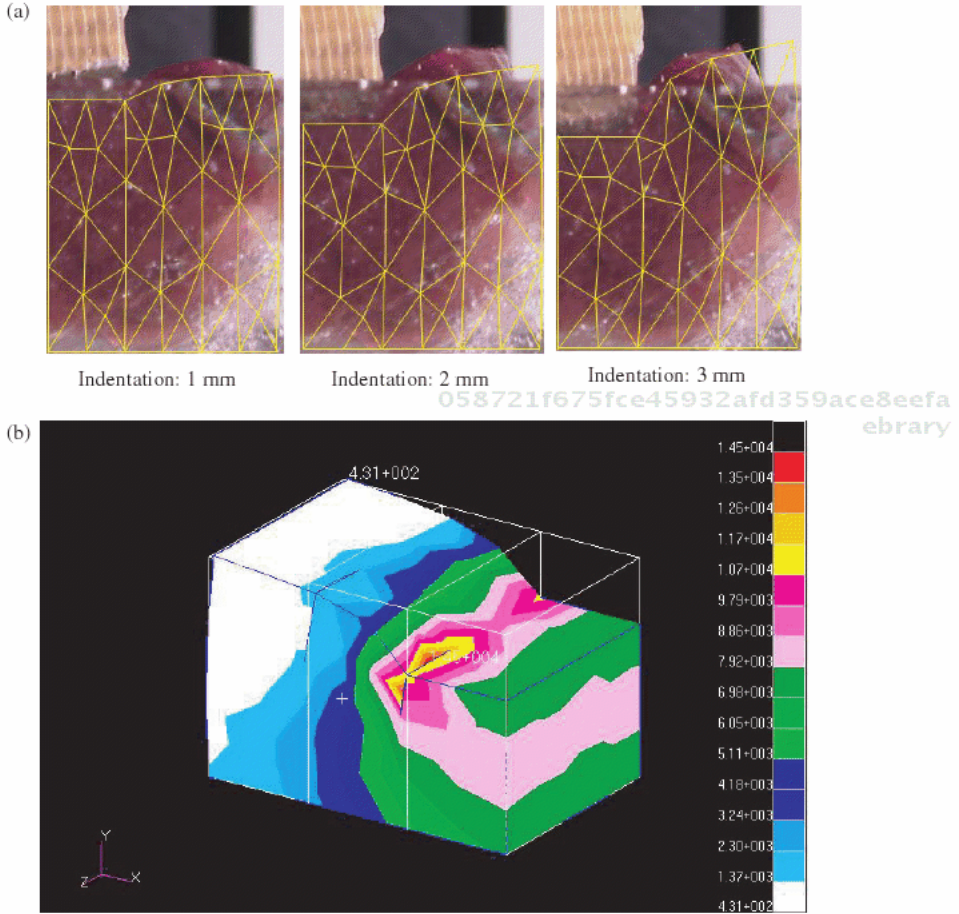 (a)
Indentation: 1 mm
Indentation: 2 mm
Indentation: 3 mm
058721f675fce45932afd359ace8eefa
ebrary
(b)
4.31+002
1.45+004
1.35+004
1.26+004
1.17+004
1.07+004
9.79+003
8.86+003
7.92+003
6.98+003
6.05+003
5.11+003
4.18+003
3.24+003
2.30+003
1.37+003
4.31+002
Y
Z
X